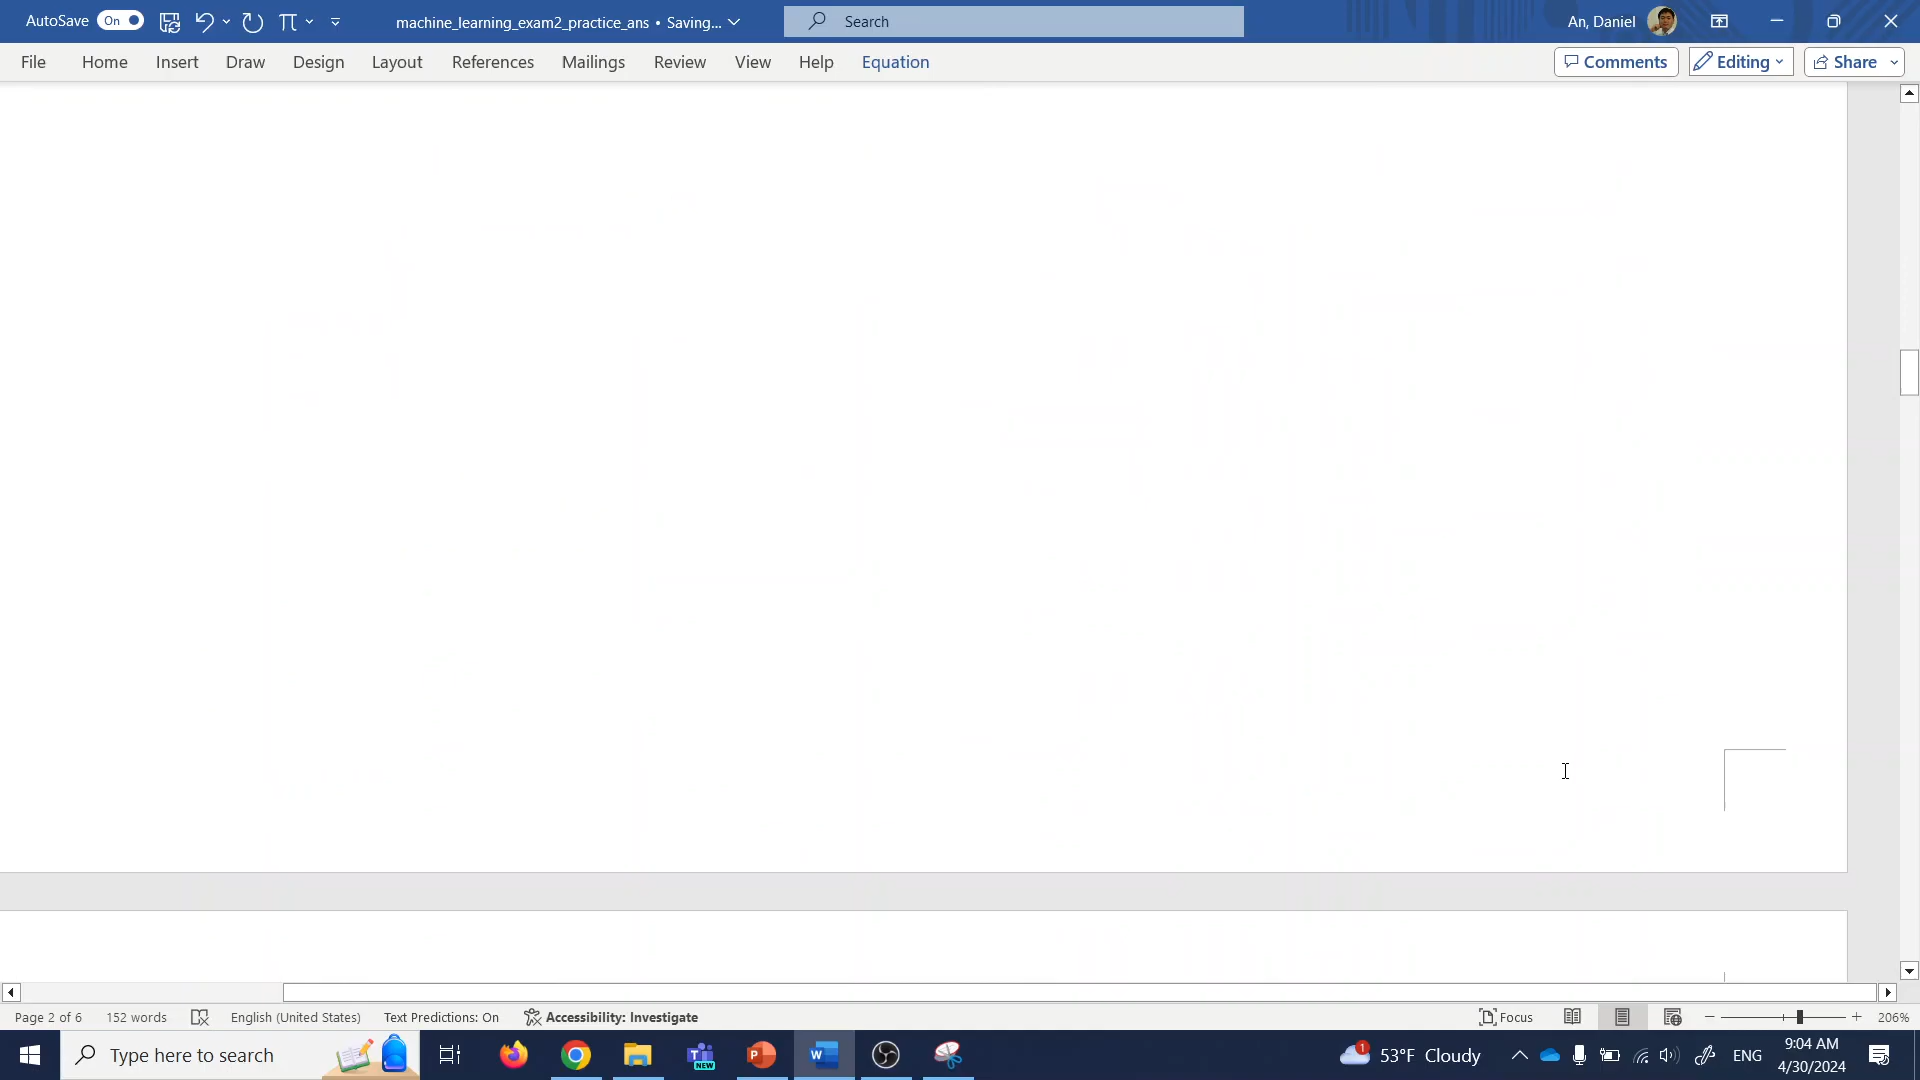 AutoSave On machine_learning_exam2_practice_ans • Saving... Search An, Daniel
File Home Insert Draw Design Layout References Mailings Review View Help Equation Comments Editing Share
Page 2 of 6 152 words English (United States) Text Predictions: On Accessibility: Investigate Focus 206%
Type here to search NEW 1 53°F Cloudy ENG 9:04 AM
4/30/2024